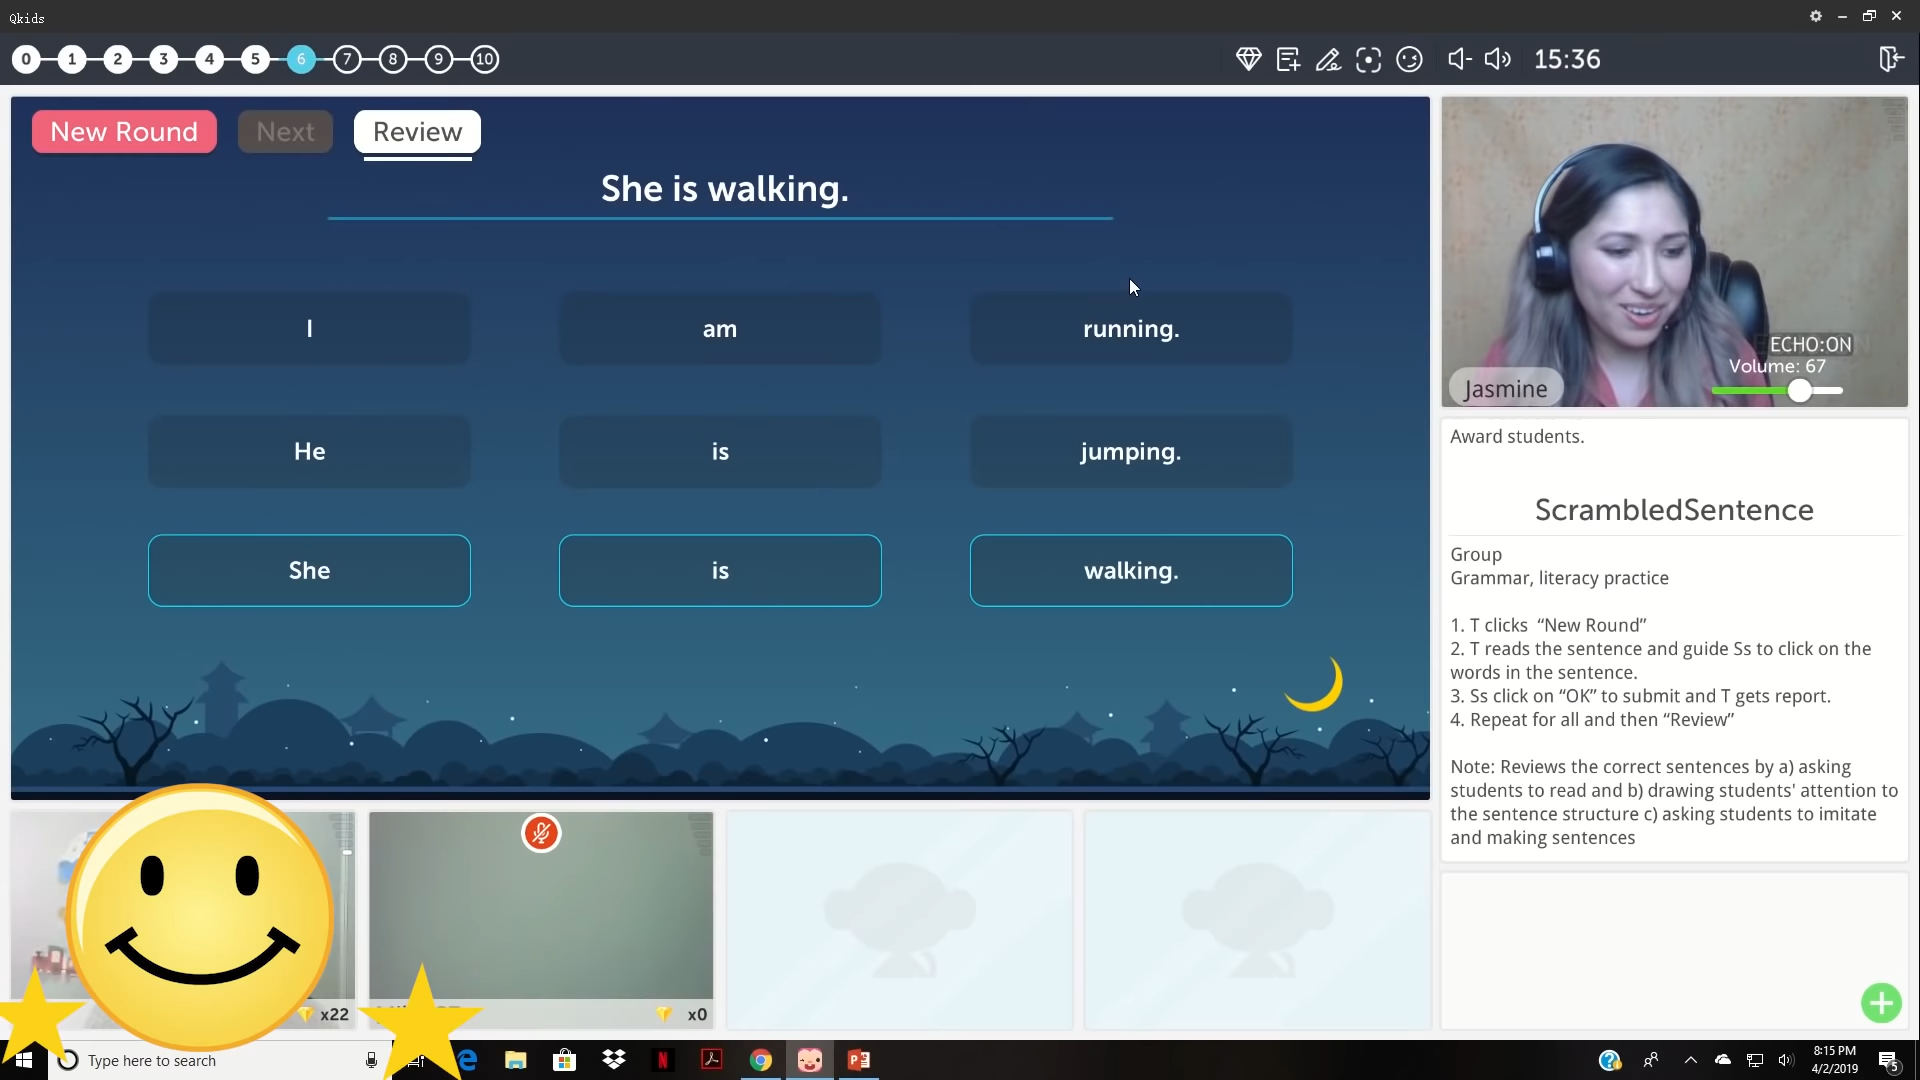 Qkids
0 1 2 3 4 5 6 7 8 9 10
15:36
New Round Next Review
She is walking.
I am running.
He is jumping.
She is walking.
ECHO:ON
Volume: 67
Jasmine
Award students.
ScrambledSentence
Group
Grammar, literacy practice
1. T clicks “New Round”
2. T reads the sentence and guide Ss to click on the
words in the sentence.
3. Ss click on “OK” to submit and T gets report.
4. Repeat for all and then “Review”
Note: Reviews the correct sentences by a) asking
students to read and b) drawing students' attention to
the sentence structure c) asking students to imitate
and making sentences
x22
x0
Type here to search
8:15 PM
4/2/2019
5